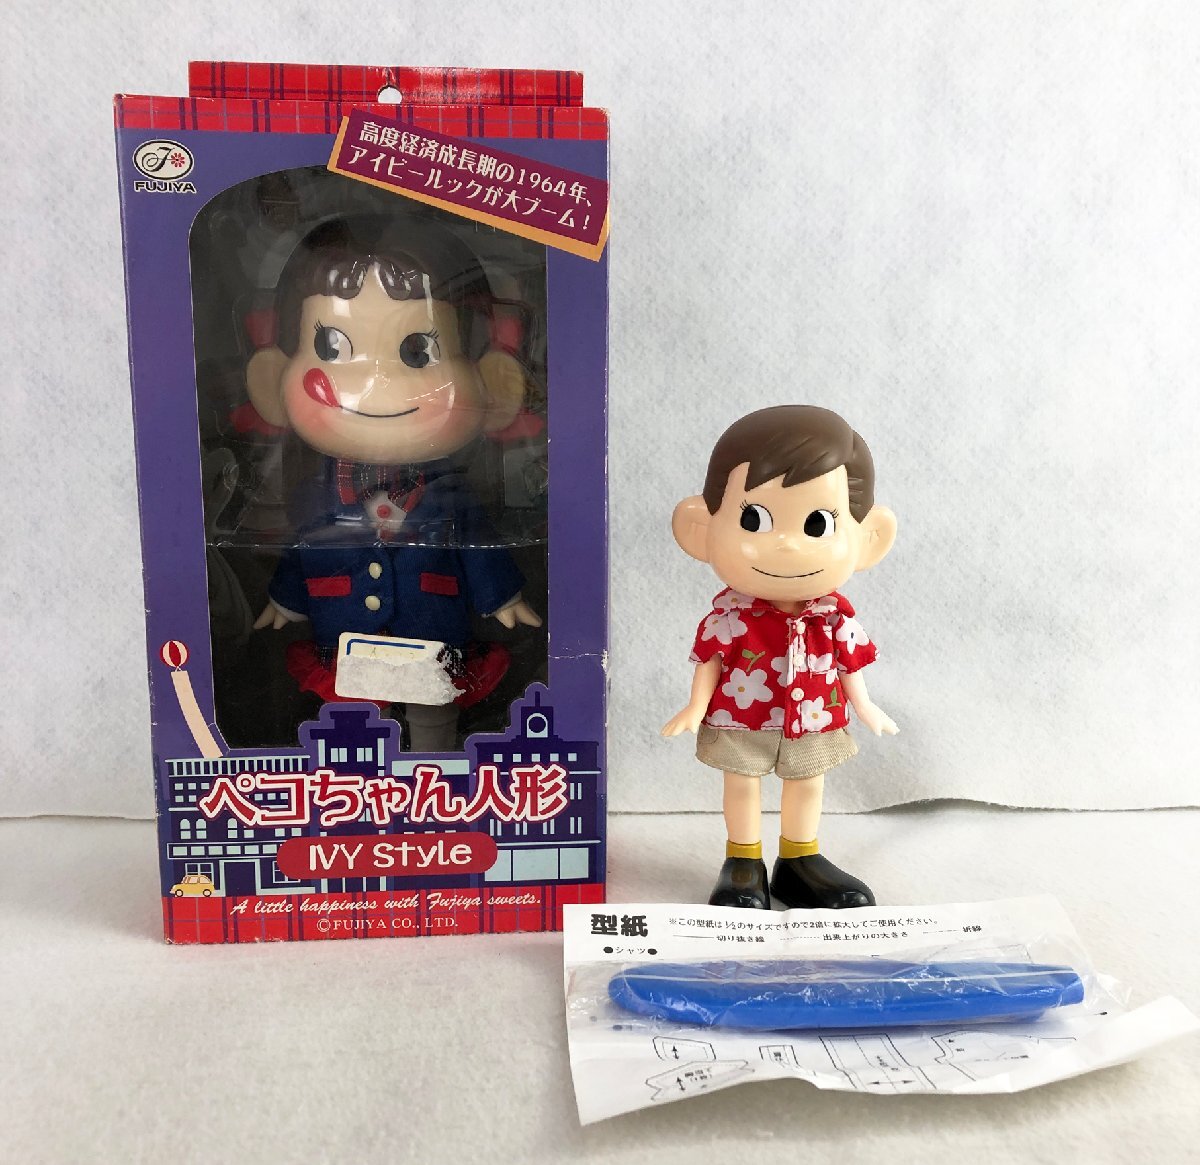 FUJIYA
高度経済成長期の1964年、
アイビールックが大ブーム！
ペコちゃん人形
IVY Style
A little happiness with Fujiya sweets.
©FUJIYA CO., LTD.
型紙
※この型紙は1/2のサイズですので2倍に拡大してご使用ください。
切り抜き線 出来上がりの大きさ 折線
●シャツ●